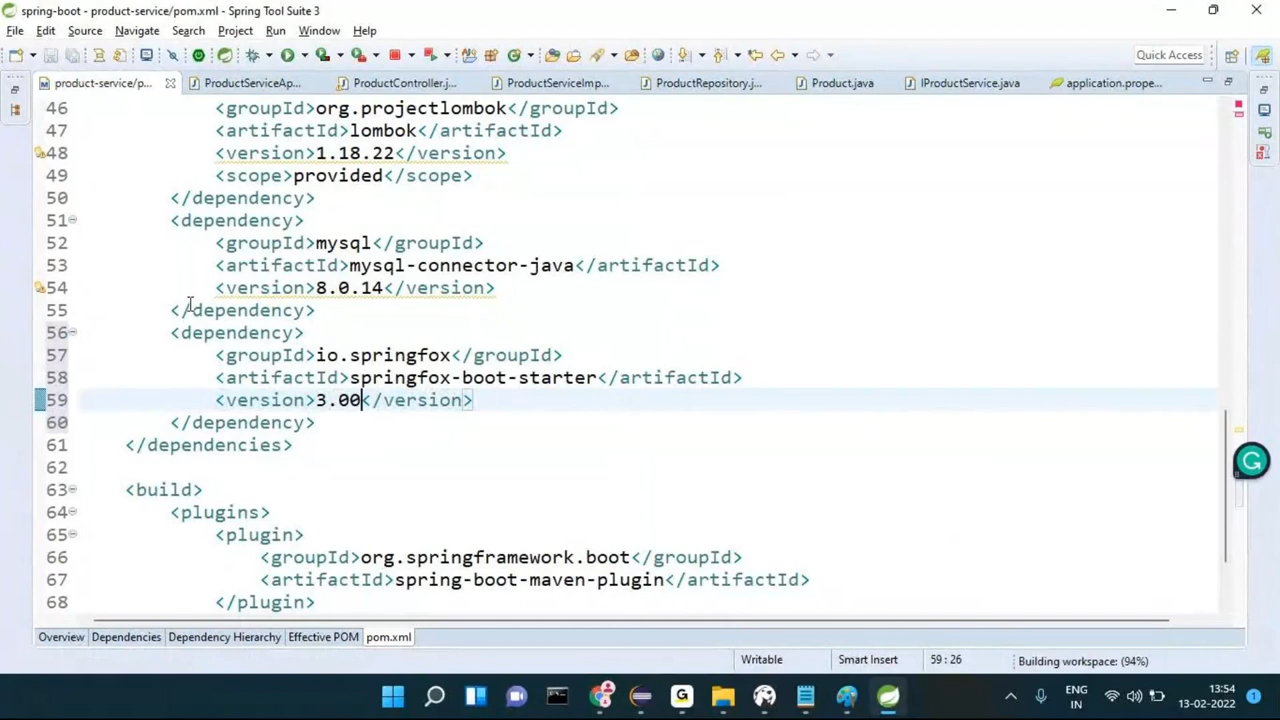 spring-boot - product-service/pom.xml - Spring Tool Suite 3
File Edit Source Navigate Search Project Run Window Help
Quick Access
product-service/p... ProductServiceAp... ProductController.j... ProductServiceImp... ProductRepository.j... Product.java IProductService.java application.prope...
46 <groupId>org.projectlombok</groupId>
47 <artifactId>lombok</artifactId>
48 <version>1.18.22</version>
49 <scope>provided</scope>
50 </dependency>
51 <dependency>
52 <groupId>mysql</groupId>
53 <artifactId>mysql-connector-java</artifactId>
54 <version>8.0.14</version>
55 </dependency>
56 <dependency>
57 <groupId>io.springfox</groupId>
58 <artifactId>springfox-boot-starter</artifactId>
59 <version>3.00</version>
60 </dependency>
61 </dependencies>
62
63 <build>
64 <plugins>
65 <plugin>
66 <groupId>org.springframework.boot</groupId>
67 <artifactId>spring-boot-maven-plugin</artifactId>
68 </plugin>
Overview Dependencies Dependency Hierarchy Effective POM pom.xml
Writable Smart Insert 59 : 26 Building workspace: (94%)
ENG 13:54
IN 13-02-2022